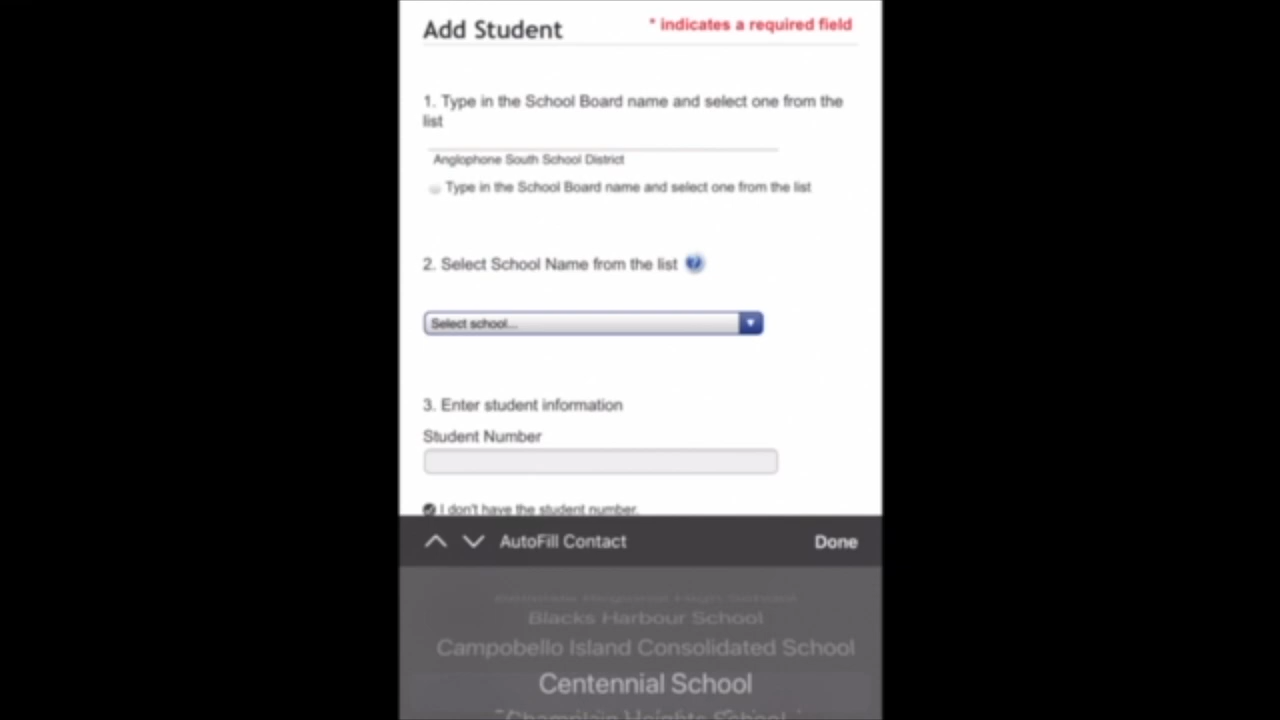 Add Student
* indicates a required field
1. Type in the School Board name and select one from the
list
Anglophone South School District
Type in the School Board name and select one from the list
2. Select School Name from the list
Select school...
3. Enter student information
Student Number
I don't have the student number.
AutoFill Contact
Done
Blacks Harbour School
Campobello Island Consolidated School
Centennial School
Champlain Heights School